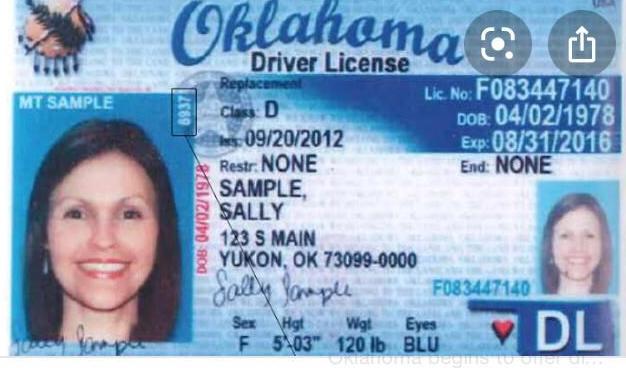 USA
Oklahoma
Driver License
MT SAMPLE
8937
DOB: 04/02/1978
Replacement
Class: D
Iss: 09/20/2012
Restr: NONE
Lic. No: F083447140
DOB: 04/02/1978
Exp: 08/31/2016
End: NONE
SAMPLE,
SALLY
123 S MAIN
YUKON, OK 73099-0000
Sally Sample
F083447140
Sex Hgt Wgt Eyes
F 5'-03" 120 lb BLU
DL
Sally Sample
Oklahoma begins to offer di...